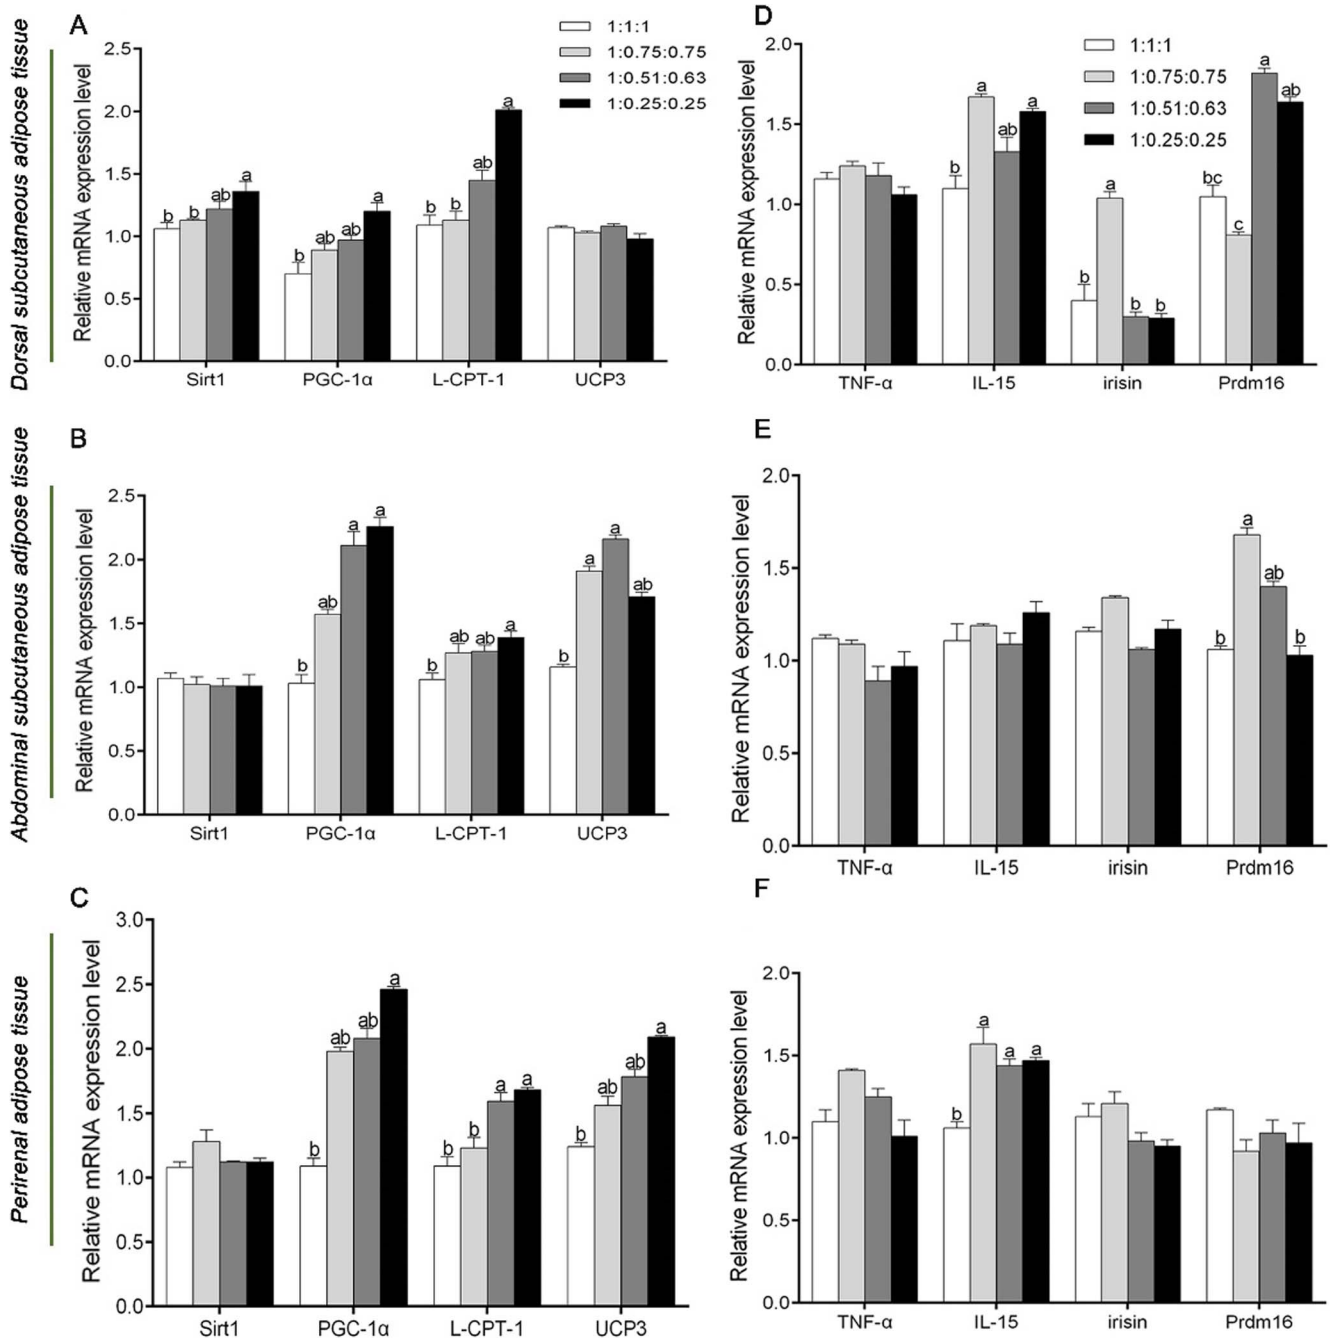 Dorsal subcutaneous adipose tissue
A
Relative mRNA expression level
2.5
2.0
1.5
1.0
0.5
0.0
1:1:1
1:0.75:0.75
1:0.51:0.63
1:0.25:0.25
b b ab a
b ab ab a
b b ab a
Sirt1 PGC-1α L-CPT-1 UCP3
D
Relative mRNA expression level
2.0
1.5
1.0
0.5
0.0
1:1:1
1:0.75:0.75
1:0.51:0.63
1:0.25:0.25
b a ab a
b a b b
bc c a ab
TNF-α IL-15 irisin Prdm16
Abdominal subcutaneous adipose tissue
B
Relative mRNA expression level
2.5
2.0
1.5
1.0
0.5
0.0
b ab a a
b ab ab a
b a a ab
Sirt1 PGC-1α L-CPT-1 UCP3
E
Relative mRNA expression level
2.0
1.5
1.0
0.5
0.0
b a ab b
TNF-α IL-15 irisin Prdm16
Perirenal adipose tissue
C
Relative mRNA expression level
3.0
2.5
2.0
1.5
1.0
0.5
0.0
b ab ab a
b b a a
b ab ab a
Sirt1 PGC-1α L-CPT-1 UCP3
F
Relative mRNA expression level
2.0
1.5
1.0
0.5
0.0
b a a a
TNF-α IL-15 irisin Prdm16